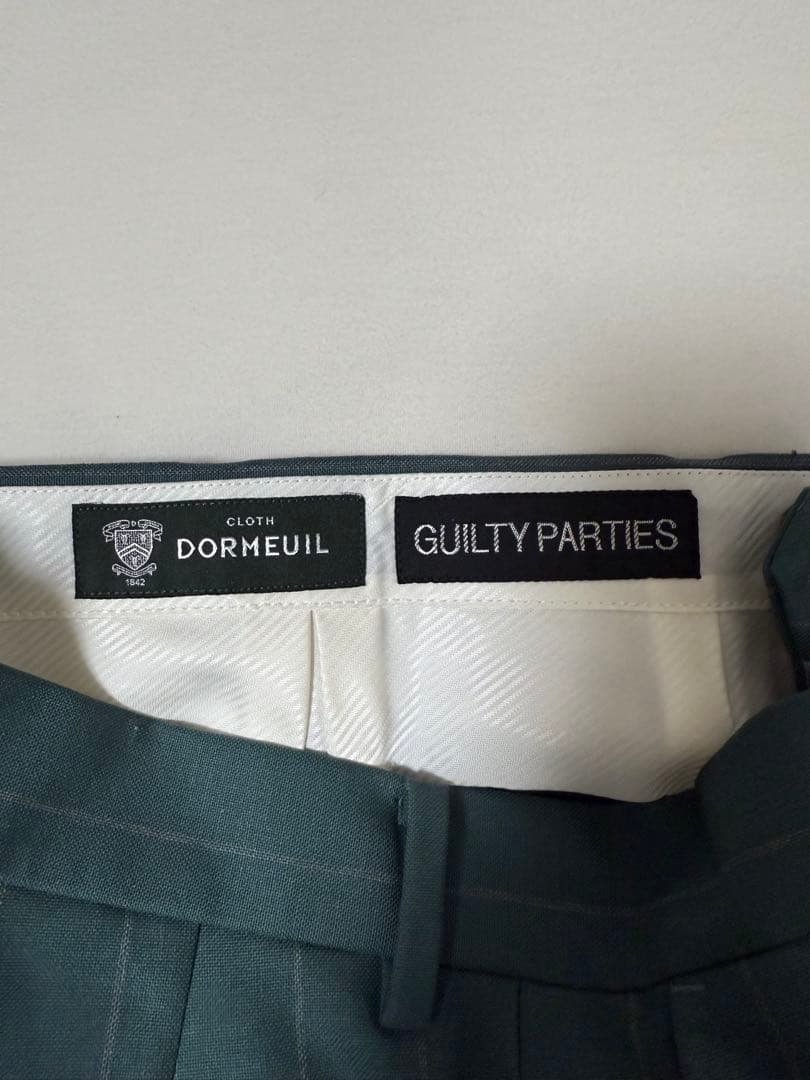 CLOTH
DORMEUIL
1842
GUILTY PARTIES